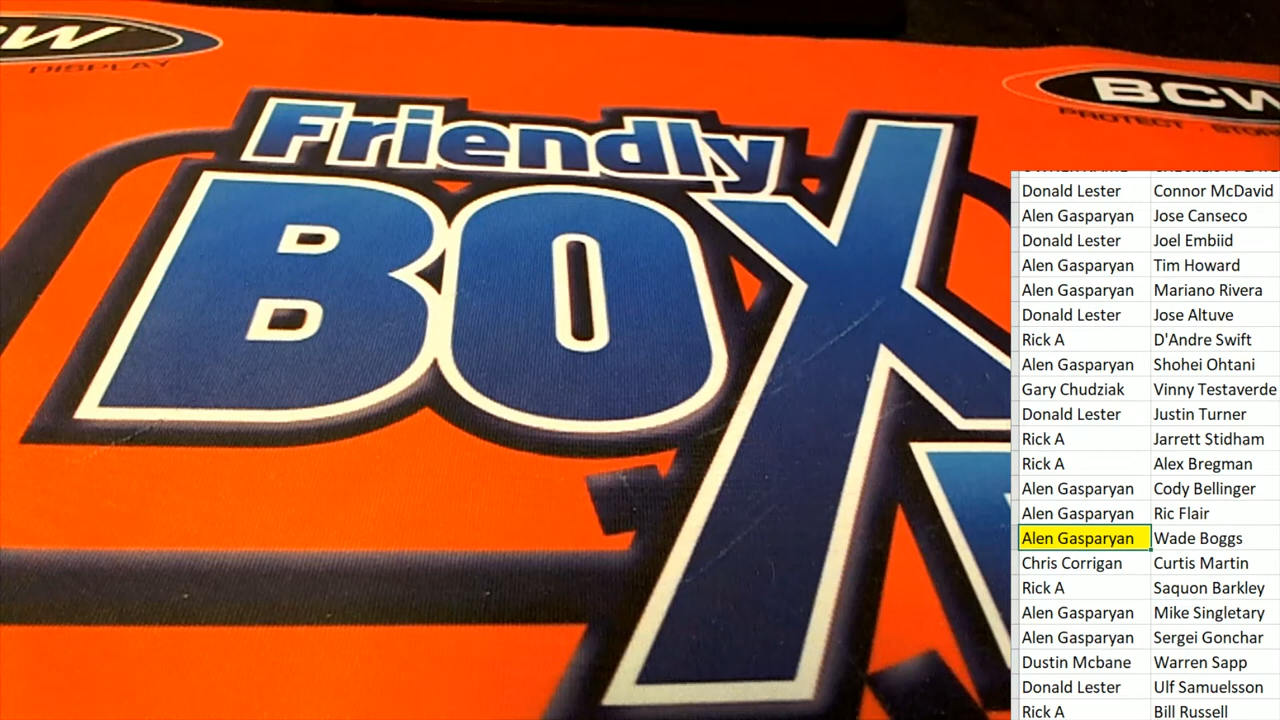 CW
DISPLAY
BCW
PROTECT · STOR
Friendly
BOX
Donald Lester Connor McDavid
Alen Gasparyan Jose Canseco
Donald Lester Joel Embiid
Alen Gasparyan Tim Howard
Alen Gasparyan Mariano Rivera
Donald Lester Jose Altuve
Rick A D'Andre Swift
Alen Gasparyan Shohei Ohtani
Gary Chudziak Vinny Testaverde
Donald Lester Justin Turner
Rick A Jarrett Stidham
Rick A Alex Bregman
Alen Gasparyan Cody Bellinger
Alen Gasparyan Ric Flair
Alen Gasparyan Wade Boggs
Chris Corrigan Curtis Martin
Rick A Saquon Barkley
Alen Gasparyan Mike Singletary
Alen Gasparyan Sergei Gonchar
Dustin Mcbane Warren Sapp
Donald Lester Ulf Samuelsson
Rick A Bill Russell